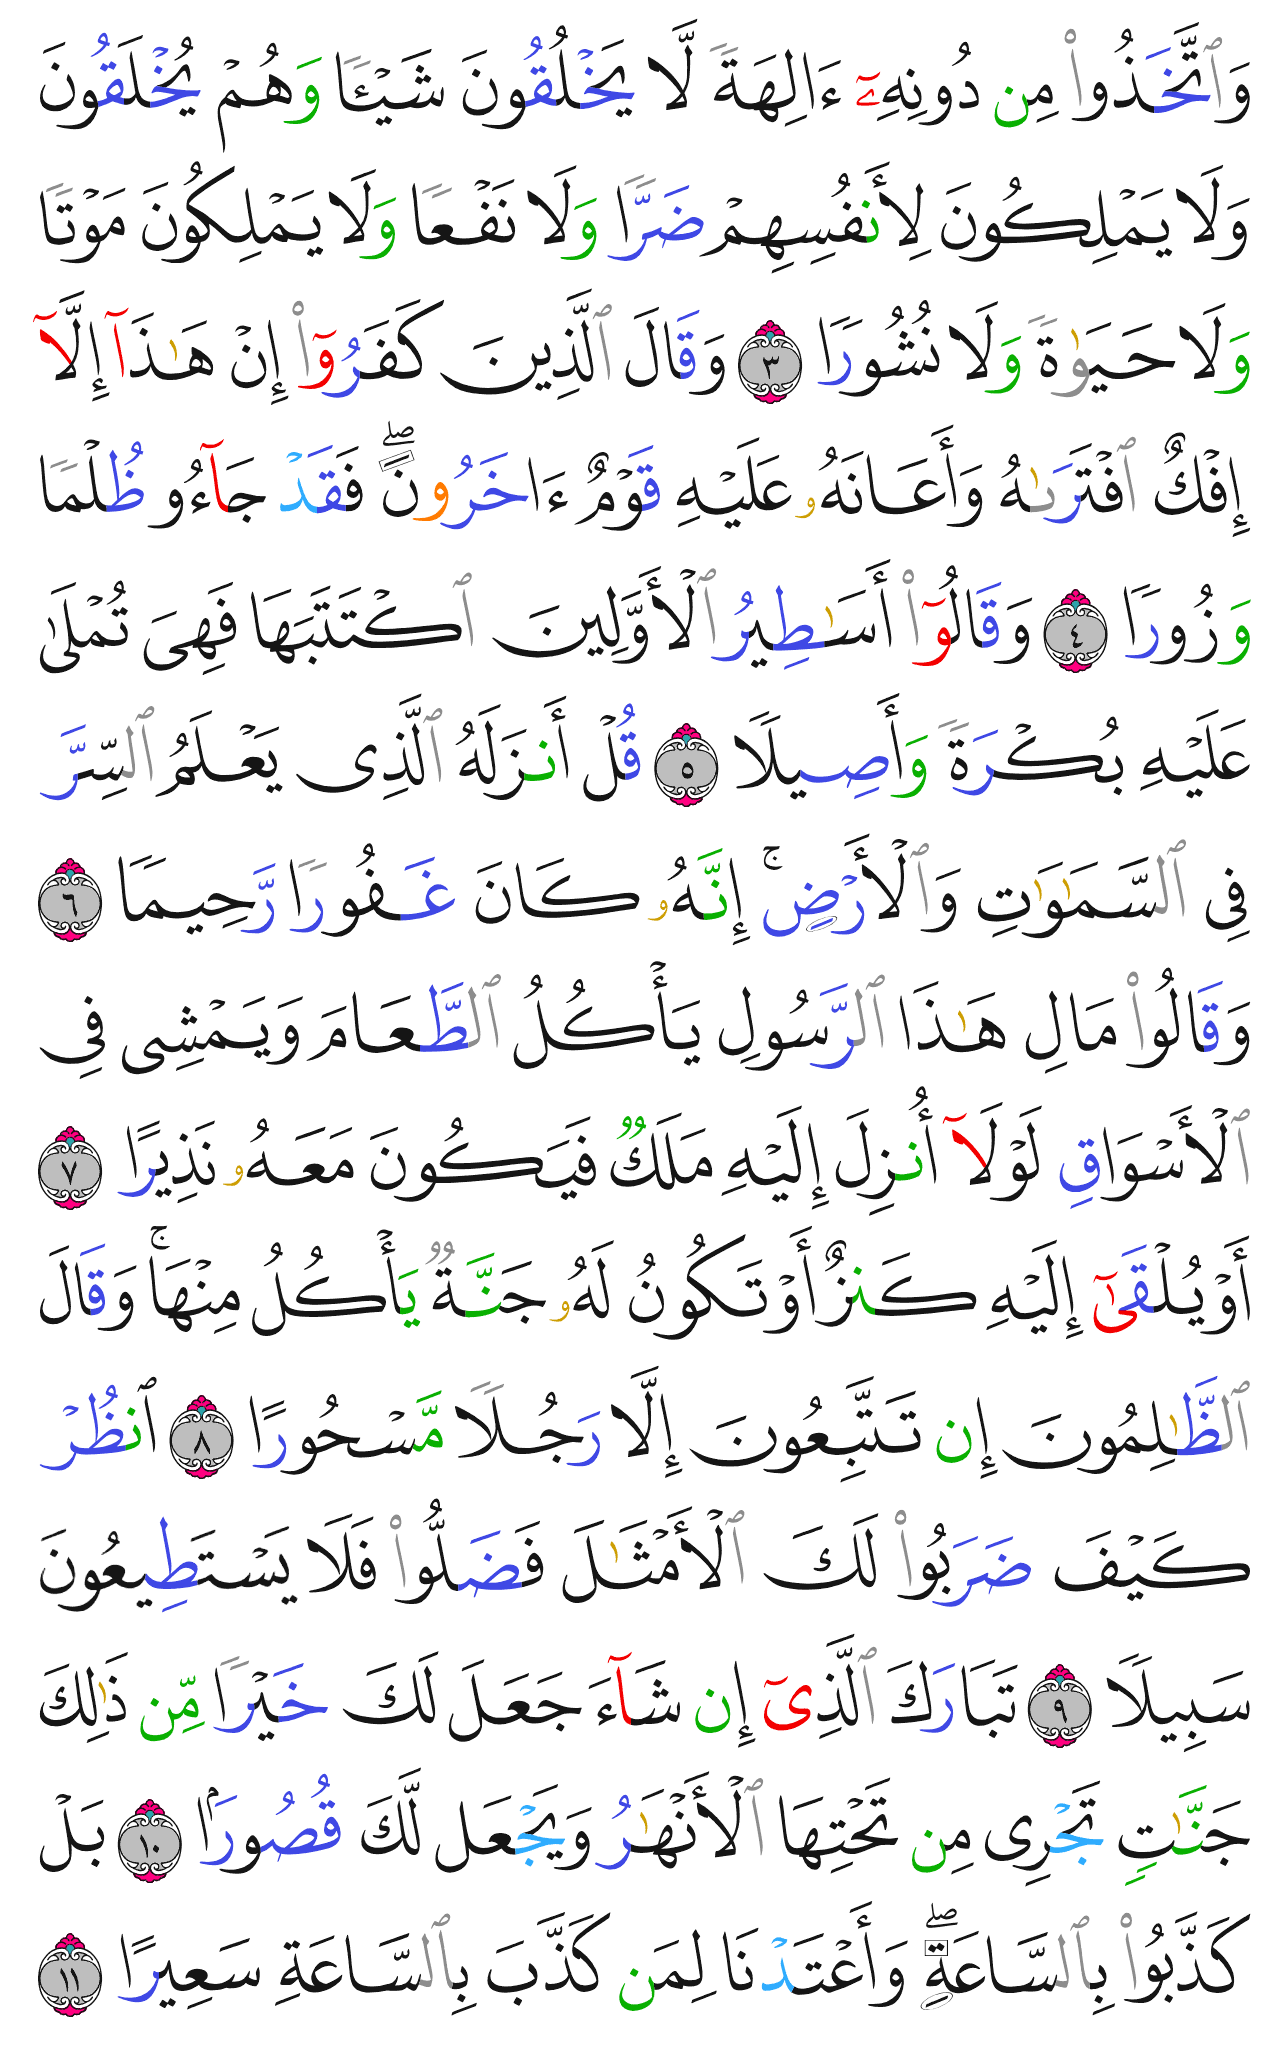 وَٱتَّخَذُوا۟ مِن دُونِهِۦٓ ءَالِهَةً لَّا يَخْلُقُونَ شَيْـًٔا وَهُمْ يُخْلَقُونَ
وَلَا يَمْلِكُونَ لِأَنفُسِهِمْ ضَرًّا وَلَا نَفْعًا وَلَا يَمْلِكُونَ مَوْتًا
وَلَا حَيَوٰةً وَلَا نُشُورًا ٣ وَقَالَ ٱلَّذِينَ كَفَرُوٓا۟ إِنْ هَـٰذَآ إِلَّآ
إِفْكٌ ٱفْتَرَىٰهُ وَأَعَانَهُۥ عَلَيْهِ قَوْمٌ ءَاخَرُونَ ۖ فَقَدْ جَآءُو ظُلْمًا
وَزُورًا ٤ وَقَالُوٓا۟ أَسَـٰطِيرُ ٱلْأَوَّلِينَ ٱكْتَتَبَهَا فَهِىَ تُمْلَىٰ
عَلَيْهِ بُكْرَةً وَأَصِيلًا ٥ قُلْ أَنزَلَهُ ٱلَّذِى يَعْلَمُ ٱلسِّرَّ
فِى ٱلسَّمَـٰوَٰتِ وَٱلْأَرْضِ ۚ إِنَّهُۥ كَانَ غَفُورًا رَّحِيمًا ٦
وَقَالُوا۟ مَالِ هَـٰذَا ٱلرَّسُولِ يَأْكُلُ ٱلطَّعَامَ وَيَمْشِى فِى
ٱلْأَسْوَاقِ لَوْلَآ أُنزِلَ إِلَيْهِ مَلَكٌ فَيَكُونَ مَعَهُۥ نَذِيرًا ٧
أَوْ يُلْقَىٰٓ إِلَيْهِ كَنزٌ أَوْ تَكُونُ لَهُۥ جَنَّةٌ يَأْكُلُ مِنْهَا ۚ وَقَالَ
ٱلظَّـٰلِمُونَ إِن تَتَّبِعُونَ إِلَّا رَجُلًا مَّسْحُورًا ٨ ٱنظُرْ
كَيْفَ ضَرَبُوا۟ لَكَ ٱلْأَمْثَـٰلَ فَضَلُّوا۟ فَلَا يَسْتَطِيعُونَ
سَبِيلًا ٩ تَبَارَكَ ٱلَّذِىٓ إِن شَآءَ جَعَلَ لَكَ خَيْرًا مِّن ذَٰلِكَ
جَنَّـٰتٍ تَجْرِى مِن تَحْتِهَا ٱلْأَنْهَـٰرُ وَيَجْعَل لَّكَ قُصُورًۢا ١٠ بَلْ
كَذَّبُوا۟ بِٱلسَّاعَةِ ۖ وَأَعْتَدْنَا لِمَن كَذَّبَ بِٱلسَّاعَةِ سَعِيرًا ١١